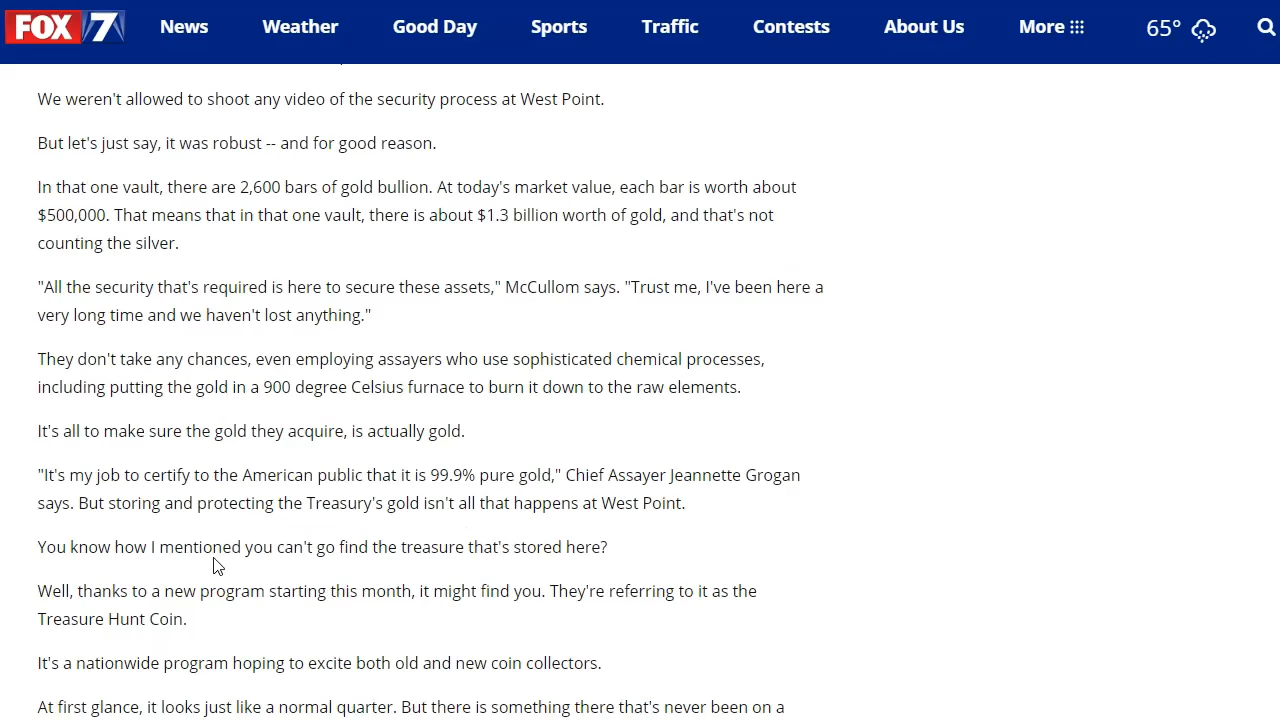 FOX 7 News Weather Good Day Sports Traffic Contests About Us More 65°
We weren't allowed to shoot any video of the security process at West Point.
But let's just say, it was robust -- and for good reason.
In that one vault, there are 2,600 bars of gold bullion. At today's market value, each bar is worth about
$500,000. That means that in that one vault, there is about $1.3 billion worth of gold, and that's not
counting the silver.
"All the security that's required is here to secure these assets," McCullom says. "Trust me, I've been here a
very long time and we haven't lost anything."
They don't take any chances, even employing assayers who use sophisticated chemical processes,
including putting the gold in a 900 degree Celsius furnace to burn it down to the raw elements.
It's all to make sure the gold they acquire, is actually gold.
"It's my job to certify to the American public that it is 99.9% pure gold," Chief Assayer Jeannette Grogan
says. But storing and protecting the Treasury's gold isn't all that happens at West Point.
You know how I mentioned you can't go find the treasure that's stored here?
Well, thanks to a new program starting this month, it might find you. They're referring to it as the
Treasure Hunt Coin.
It's a nationwide program hoping to excite both old and new coin collectors.
At first glance, it looks just like a normal quarter. But there is something there that's never been on a